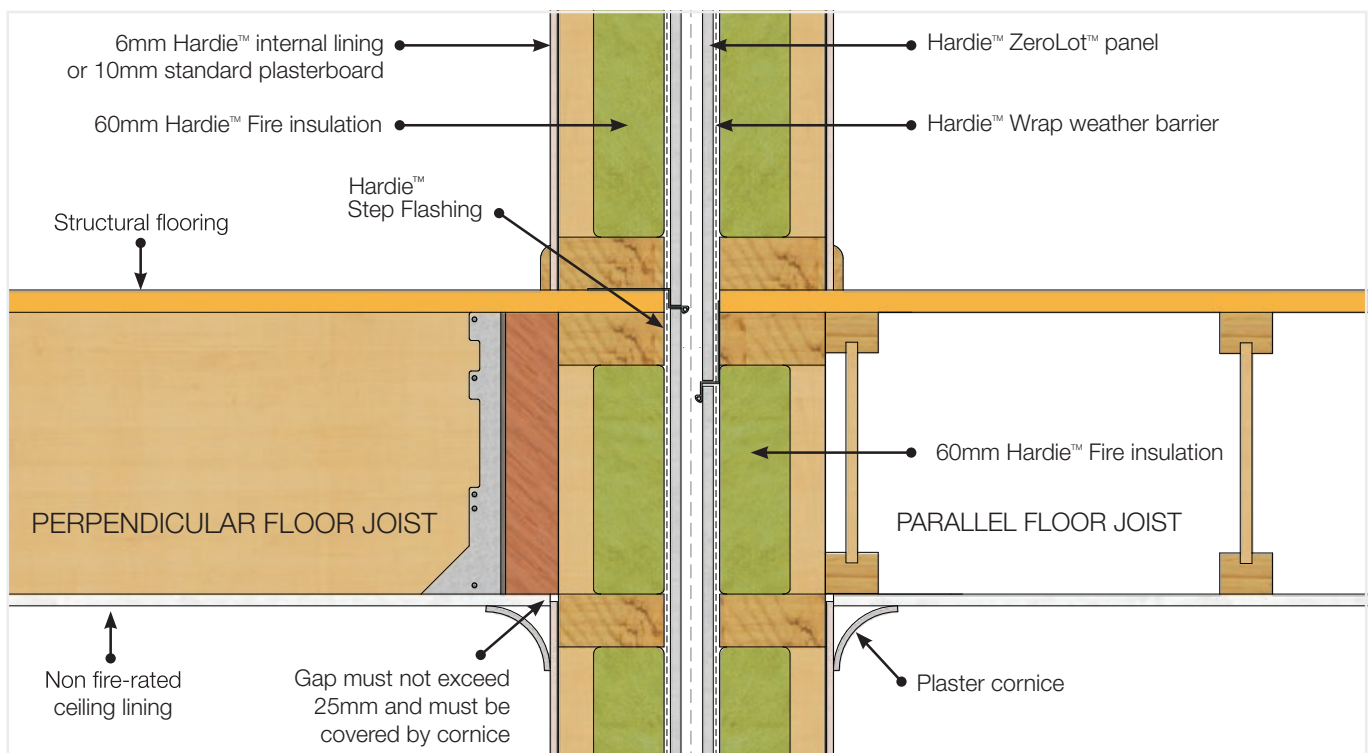 6mm Hardie™ internal lining
or 10mm standard plasterboard
Hardie™ ZeroLot™ panel
60mm Hardie™ Fire insulation
Hardie™ Wrap weather barrier
Hardie™
Step Flashing
Structural flooring
60mm Hardie™ Fire insulation
PERPENDICULAR FLOOR JOIST
PARALLEL FLOOR JOIST
Non fire-rated
ceiling lining
Gap must not exceed
25mm and must be
covered by cornice
Plaster cornice